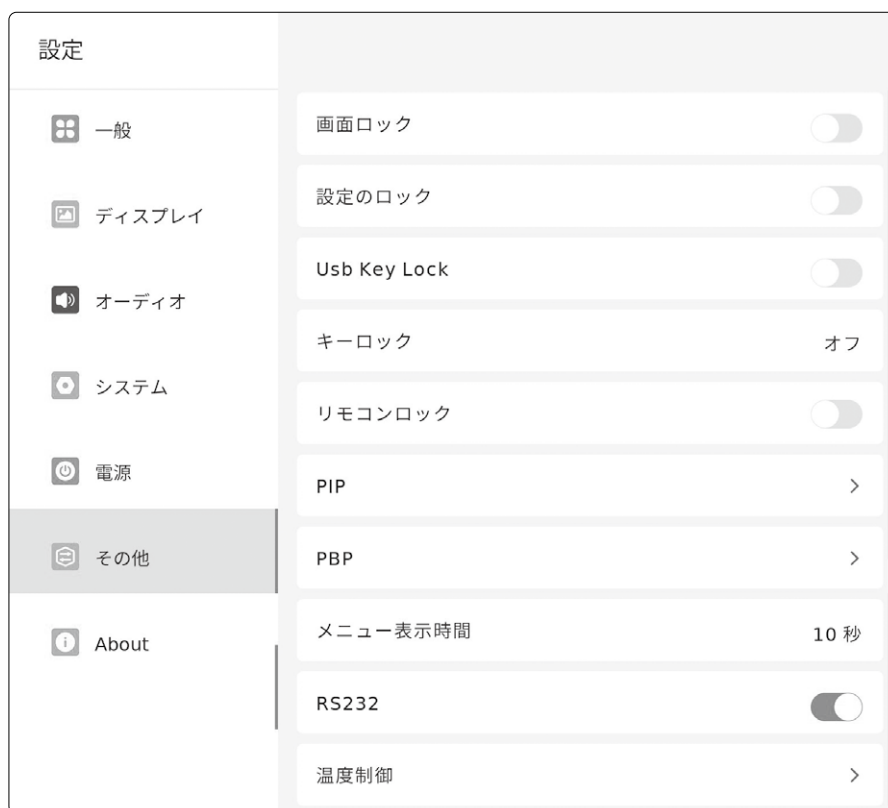 設定
一般
ディスプレイ
オーディオ
システム
電源
その他
About
画面ロック
設定のロック
Usb Key Lock
キーロック オフ
リモコンロック
PIP
PBP
メニュー表示時間 10 秒
RS232
温度制御